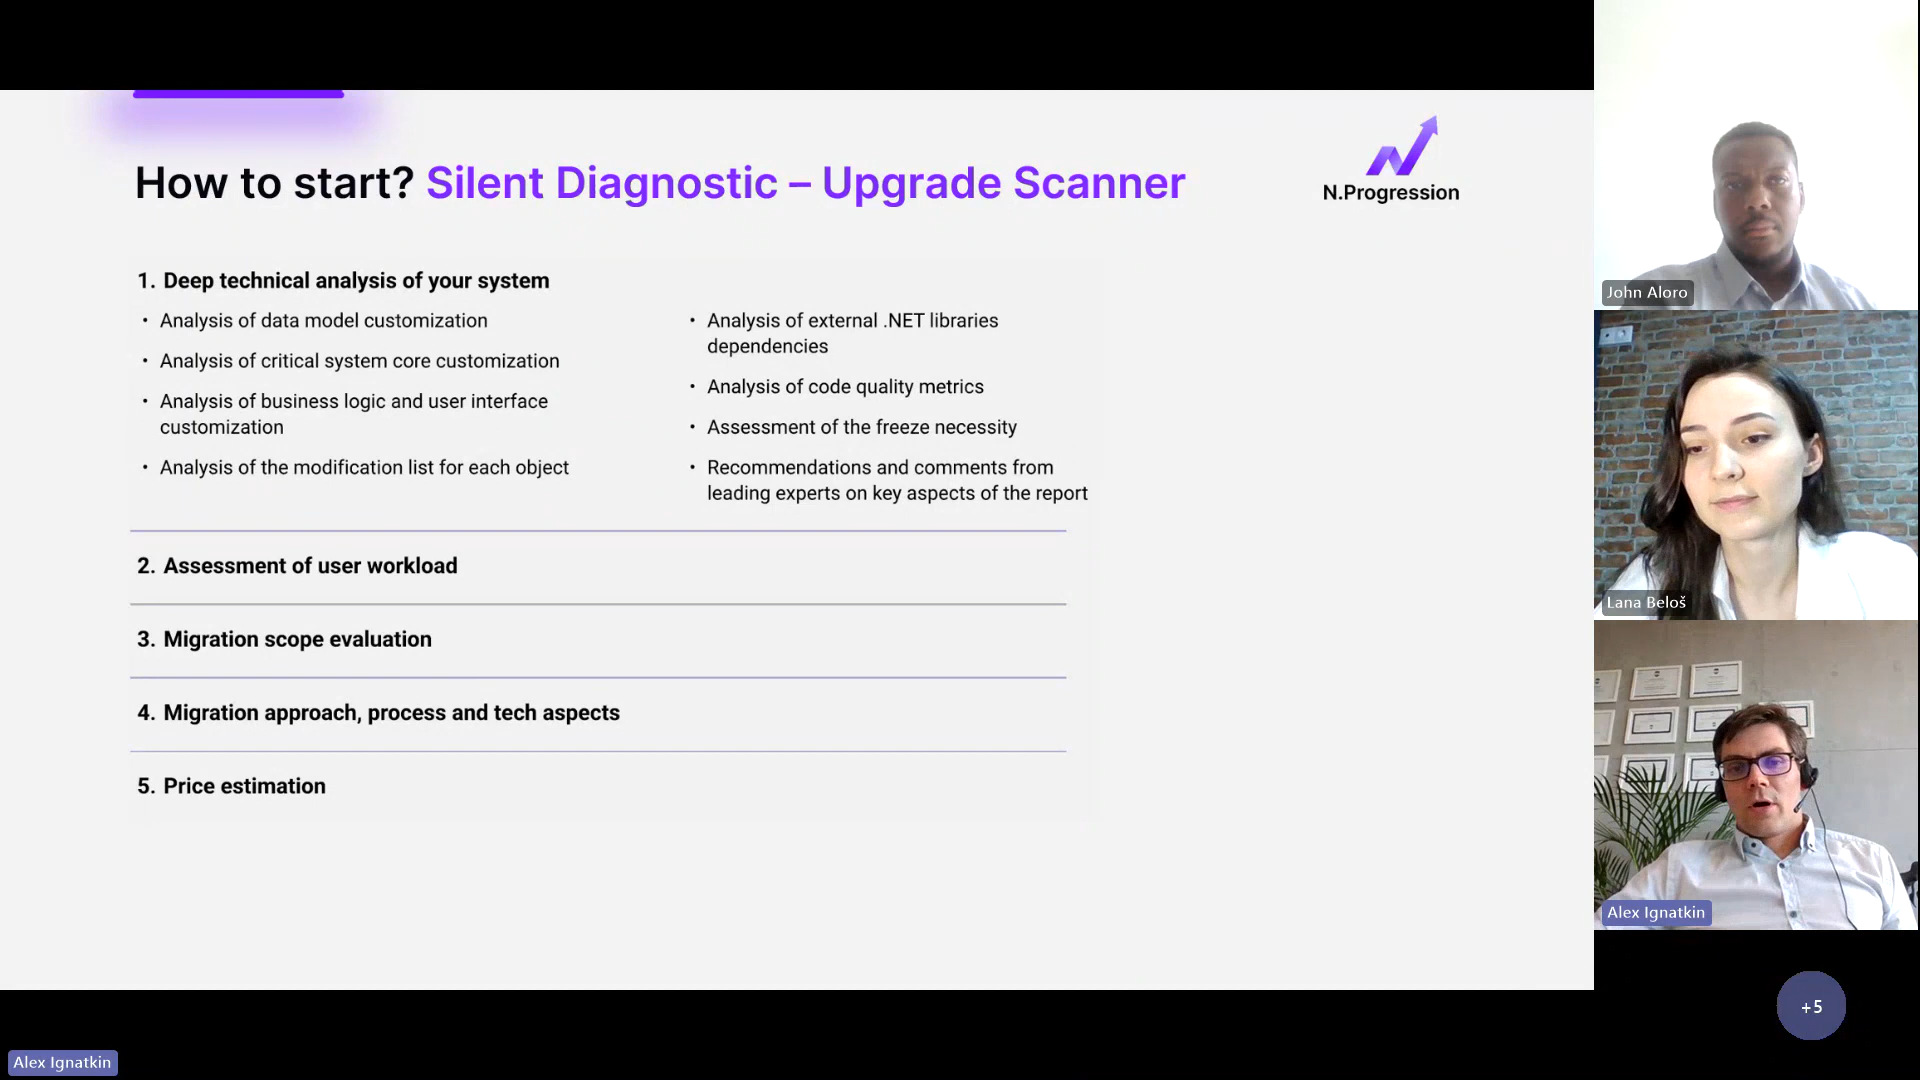 How to start? Silent Diagnostic – Upgrade Scanner
N.Progression
1. Deep technical analysis of your system
• Analysis of data model customization
• Analysis of critical system core customization
• Analysis of business logic and user interface
customization
• Analysis of the modification list for each object
• Analysis of external .NET libraries
dependencies
• Analysis of code quality metrics
• Assessment of the freeze necessity
• Recommendations and comments from
leading experts on key aspects of the report
2. Assessment of user workload
3. Migration scope evaluation
4. Migration approach, process and tech aspects
5. Price estimation
John Aloro
Lana Beloš
Alex Ignatkin
+5
Alex Ignatkin